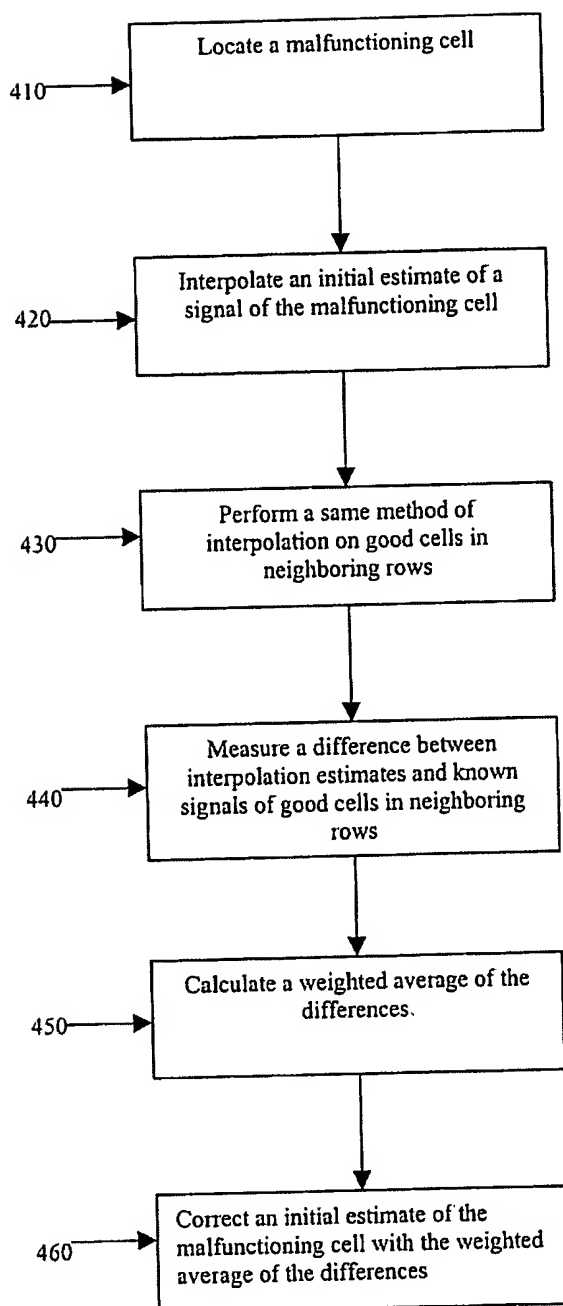 Locate a malfunctioning cell
410
Interpolate an initial estimate of a
signal of the malfunctioning cell
420
Perform a same method of
interpolation on good cells in
neighboring rows
430
Measure a difference between
interpolation estimates and known
signals of good cells in neighboring
rows
440
Calculate a weighted average of the
differences.
450
Correct an initial estimate of the
malfunctioning cell with the weighted
average of the differences
460